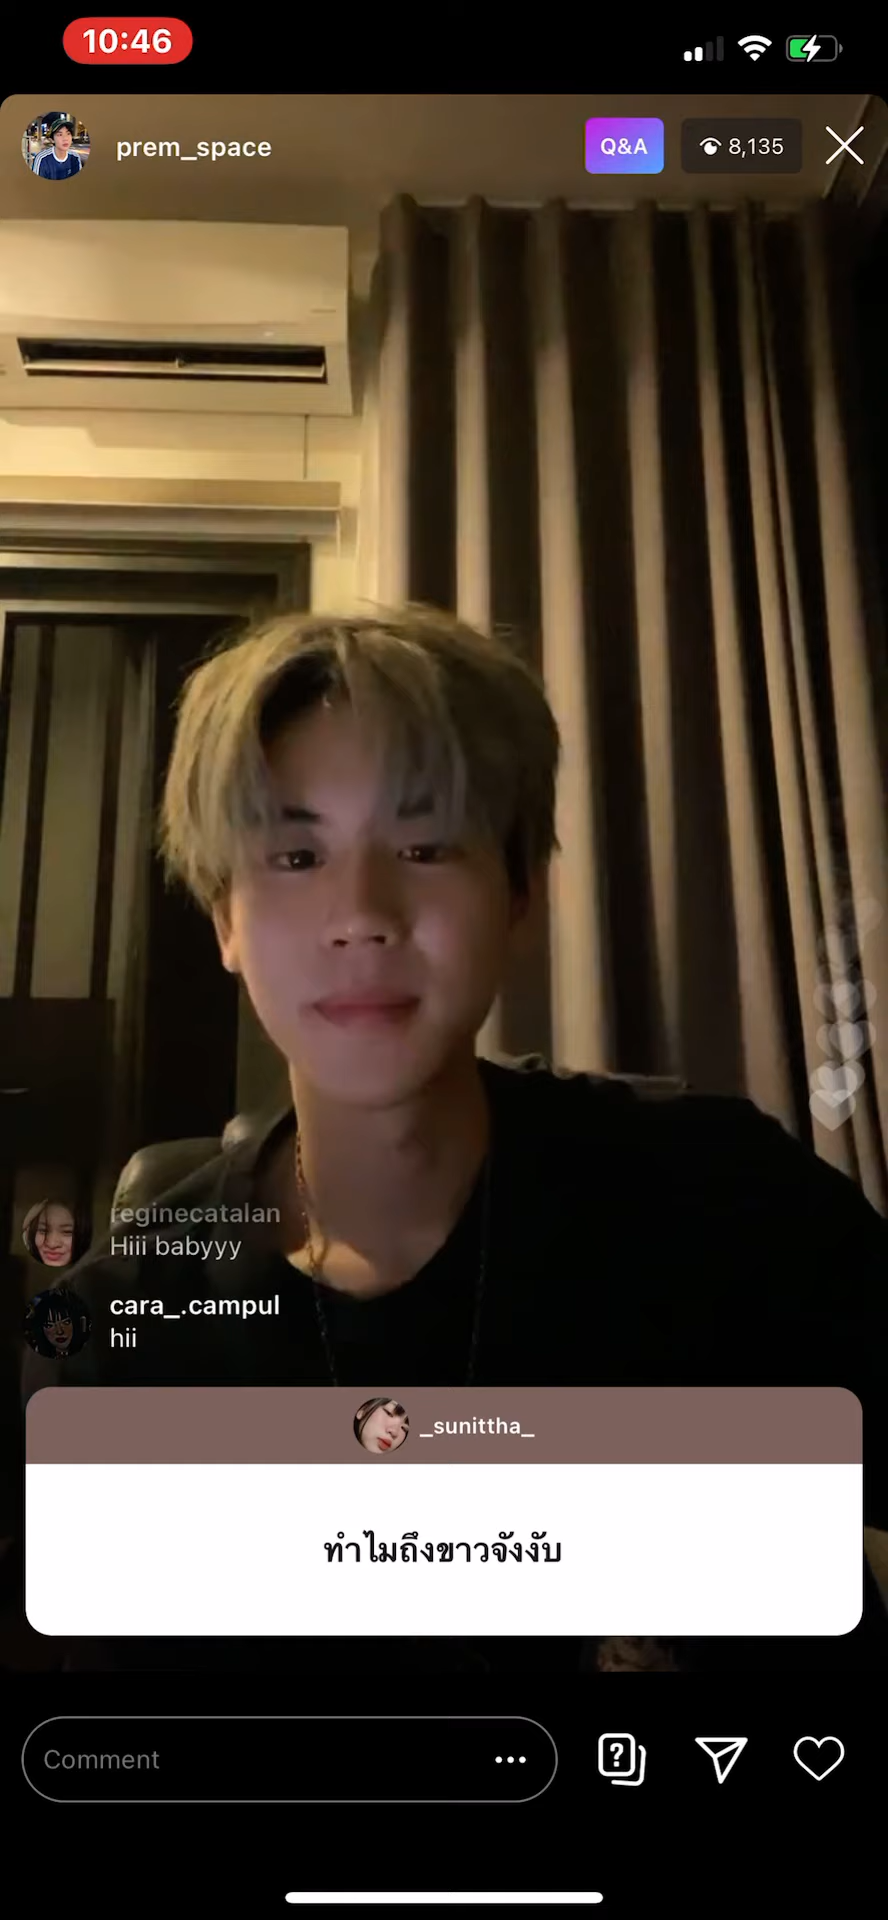 10:46
prem_space
Q&A
8,135
reginecatalan
Hiii babyyy
cara_.campul
hii
_sunittha_
ทำไมถึงขาวจังงับ
Comment